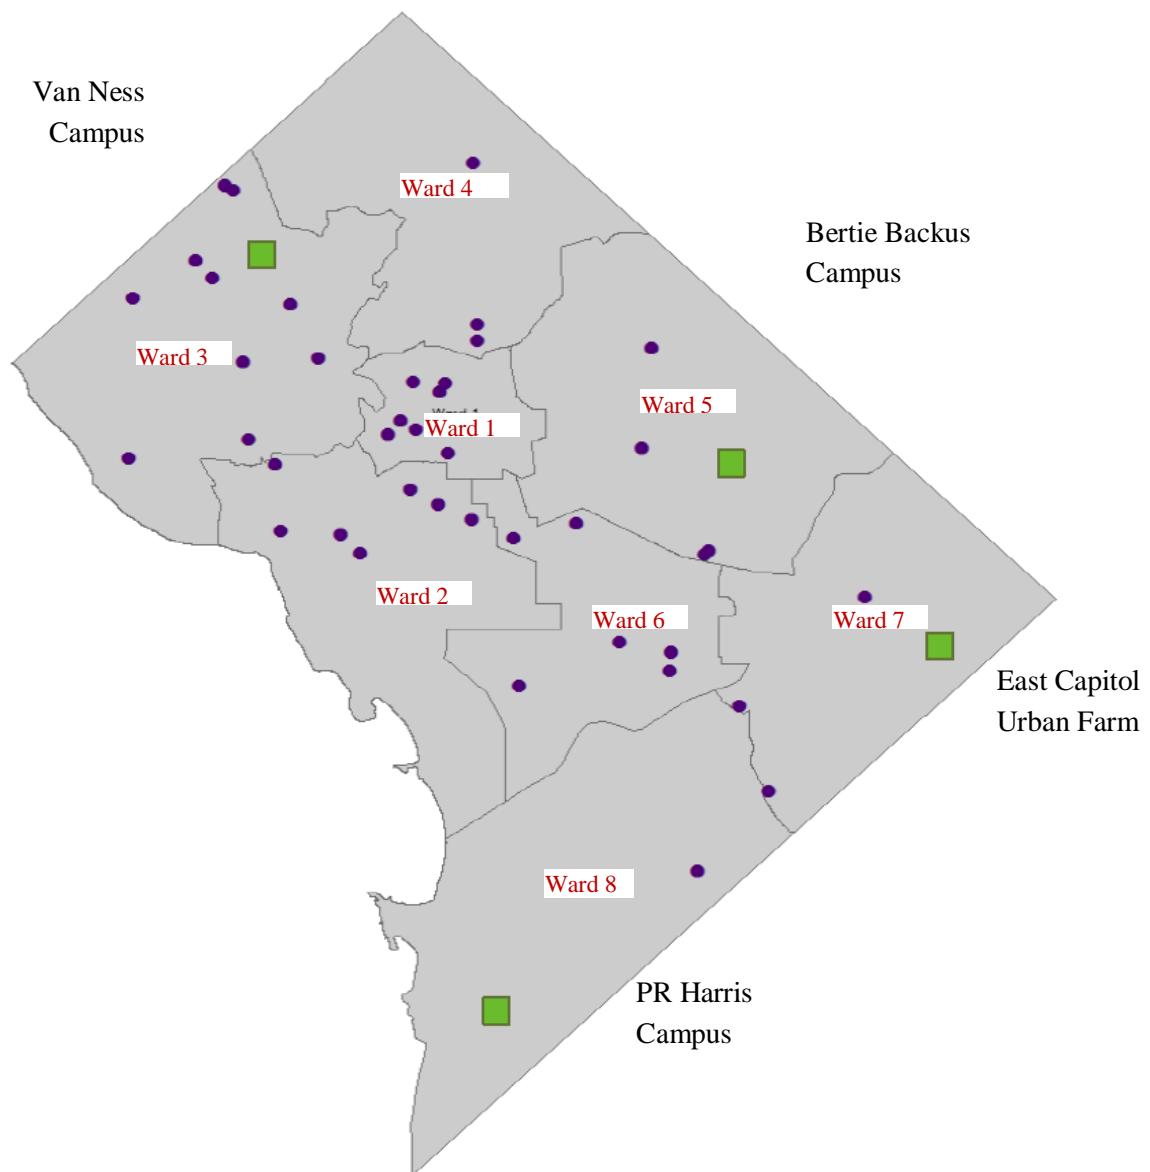 Van Ness
Campus
Ward 4
Bertie Backus
Campus
Ward 3
Ward 5
Ward 1
Ward 2
Ward 6
Ward 7
East Capitol
Urban Farm
Ward 8
PR Harris
Campus